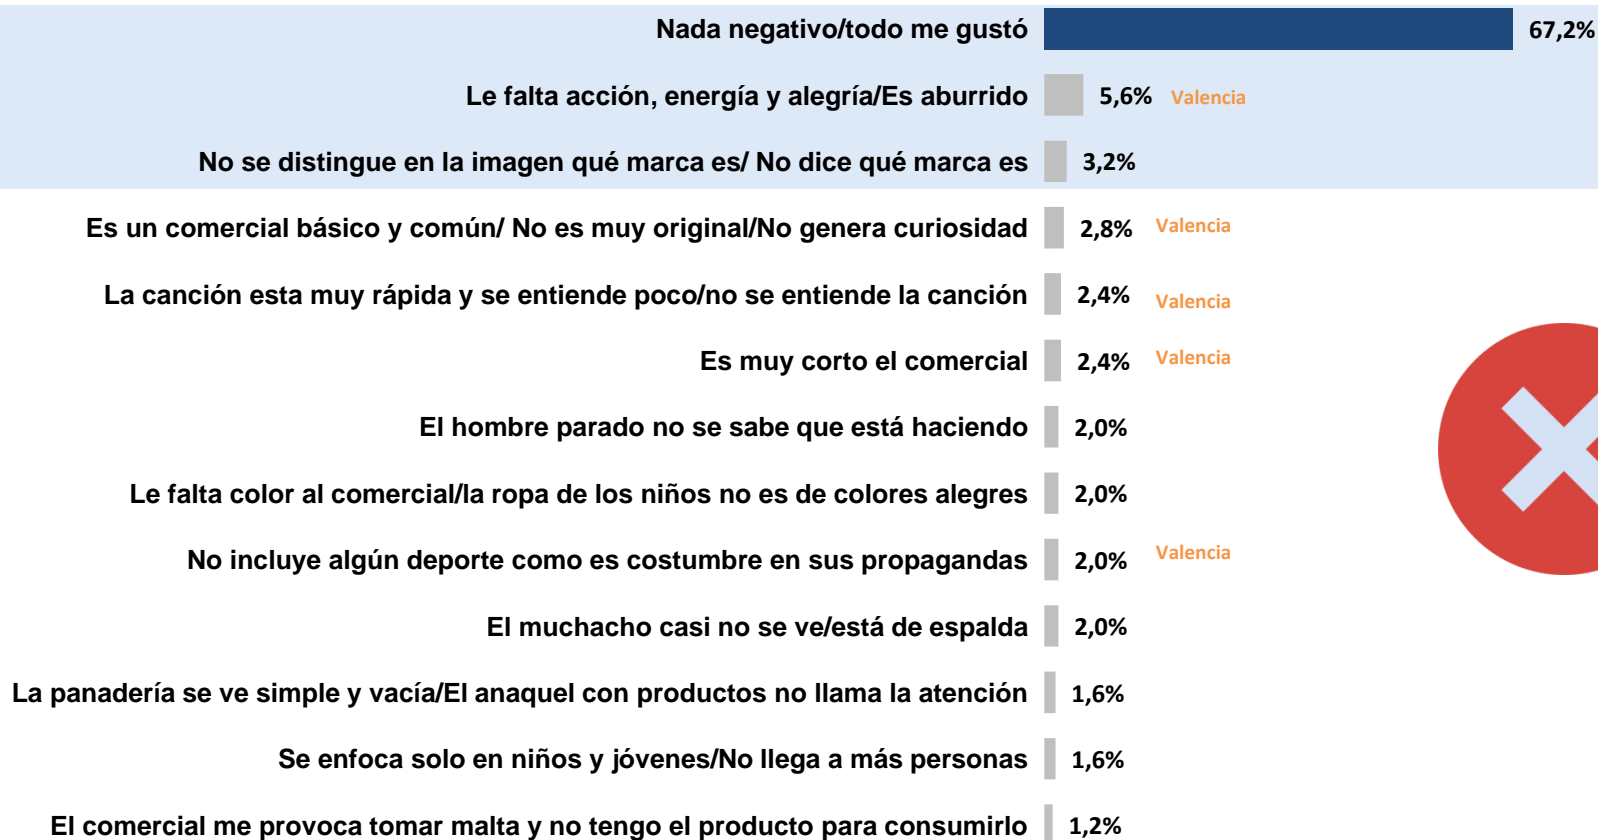 Nada negativo/todo me gustó 67,2%
Le falta acción, energía y alegría/Es aburrido 5,6% Valencia
No se distingue en la imagen qué marca es/ No dice qué marca es 3,2%
Es un comercial básico y común/ No es muy original/No genera curiosidad 2,8% Valencia
La canción esta muy rápida y se entiende poco/no se entiende la canción 2,4% Valencia
Es muy corto el comercial 2,4% Valencia
El hombre parado no se sabe que está haciendo 2,0%
Le falta color al comercial/la ropa de los niños no es de colores alegres 2,0%
No incluye algún deporte como es costumbre en sus propagandas 2,0% Valencia
El muchacho casi no se ve/está de espalda 2,0%
La panadería se ve simple y vacía/El anaquel con productos no llama la atención 1,6%
Se enfoca solo en niños y jóvenes/No llega a más personas 1,6%
El comercial me provoca tomar malta y no tengo el producto para consumirlo 1,2%